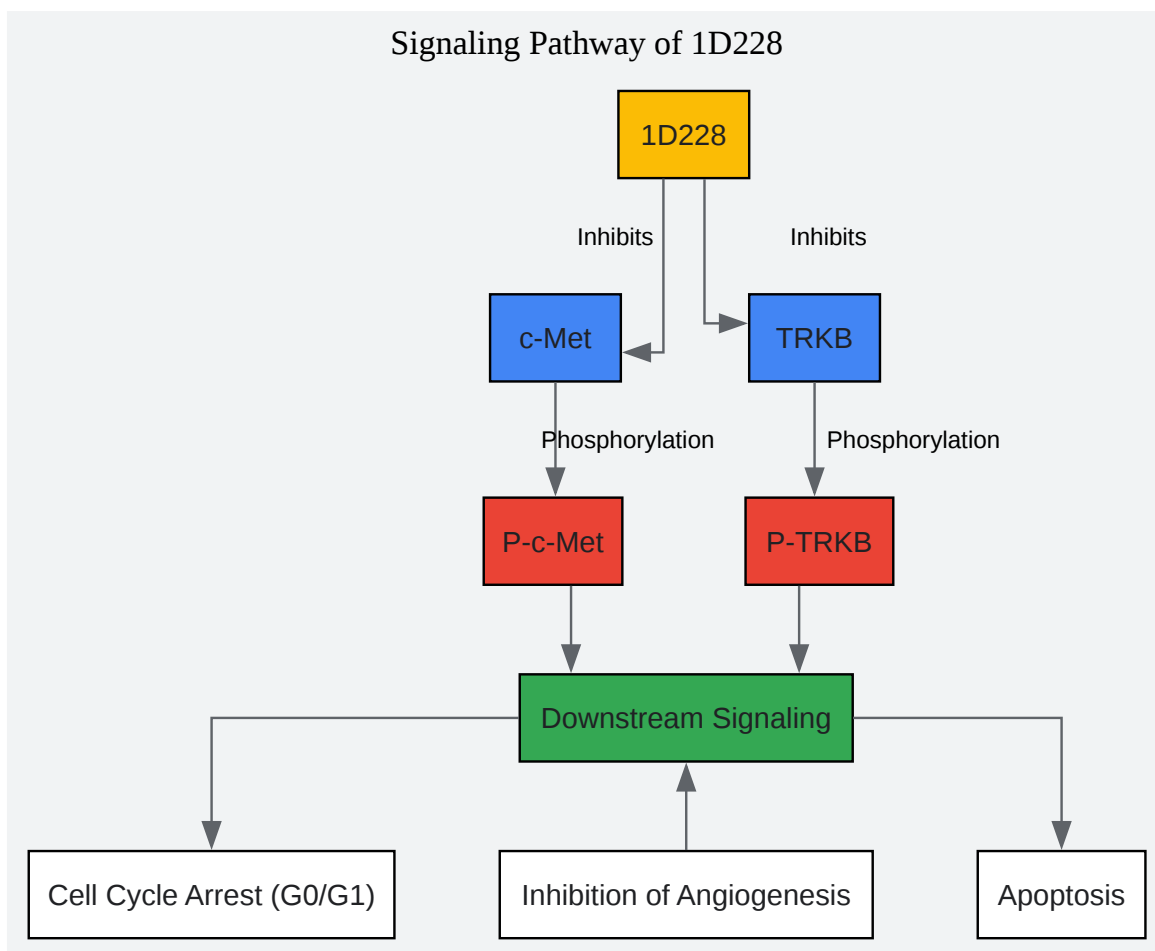 Signaling Pathway of 1D228
1D228
Inhibits
Inhibits
c-Met
TRKB
Phosphorylation
Phosphorylation
P-c-Met
P-TRKB
Downstream Signaling
Cell Cycle Arrest (G0/G1)
Inhibition of Angiogenesis
Apoptosis